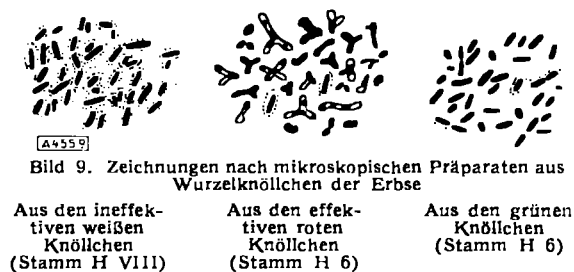 A4559
Bild 9. Zeichnungen nach mikroskopischen Präparaten aus
Wurzelknöllchen der Erbse
Aus den ineffek-
tiven weißen
Knöllchen
(Stamm H VIII)
Aus den effek-
tiven roten
Knöllchen
(Stamm H 6)
Aus den grünen
Knöllchen
(Stamm H 6)